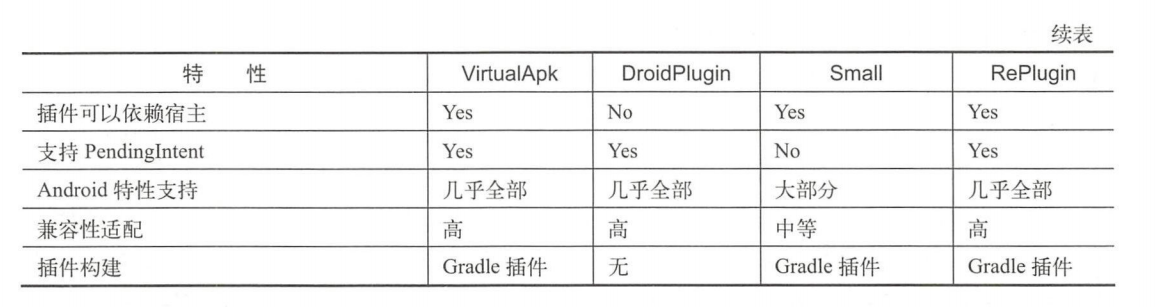 续表
特 性 VirtualApk DroidPlugin Small RePlugin
插件可以依赖宿主 Yes No Yes Yes
支持 PendingIntent Yes Yes No Yes
Android 特性支持 几乎全部 几乎全部 大部分 几乎全部
兼容性适配 高 高 中等 高
插件构建 Gradle 插件 无 Gradle 插件 Gradle 插件